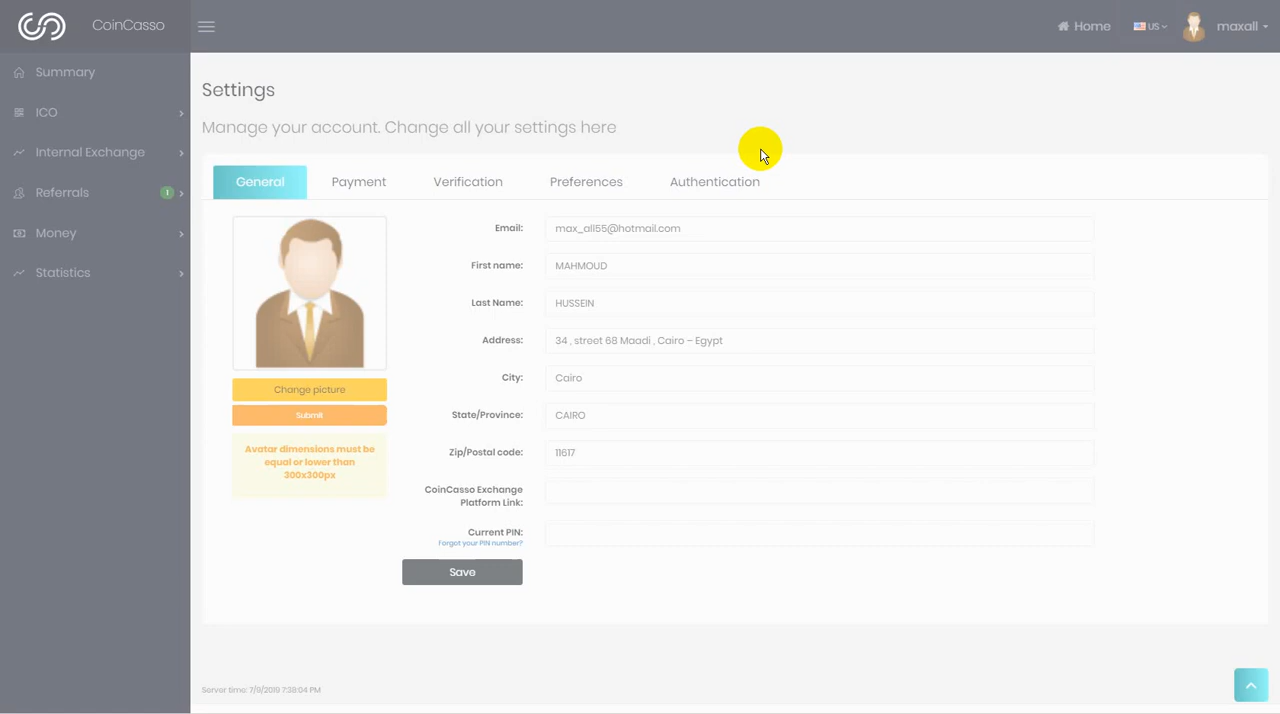 CoinCasso
Home
US
maxall
Summary
ICO
Internal Exchange
Referrals
1
Money
Statistics
Settings
Manage your account. Change all your settings here
General
Payment
Verification
Preferences
Authentication
Change picture
Submit
Avatar dimensions must be
equal or lower than
300x300px
Email:
max_all55@hotmail.com
First name:
MAHMOUD
Last Name:
HUSSEIN
Address:
34 , street 68 Maadi , Cairo – Egypt
City:
Cairo
State/Province:
CAIRO
Zip/Postal code:
11617
CoinCasso Exchange
Platform Link:
Current PIN:
Forgot your PIN number?
Save
Server time: 7/9/2019 7:38:04 PM